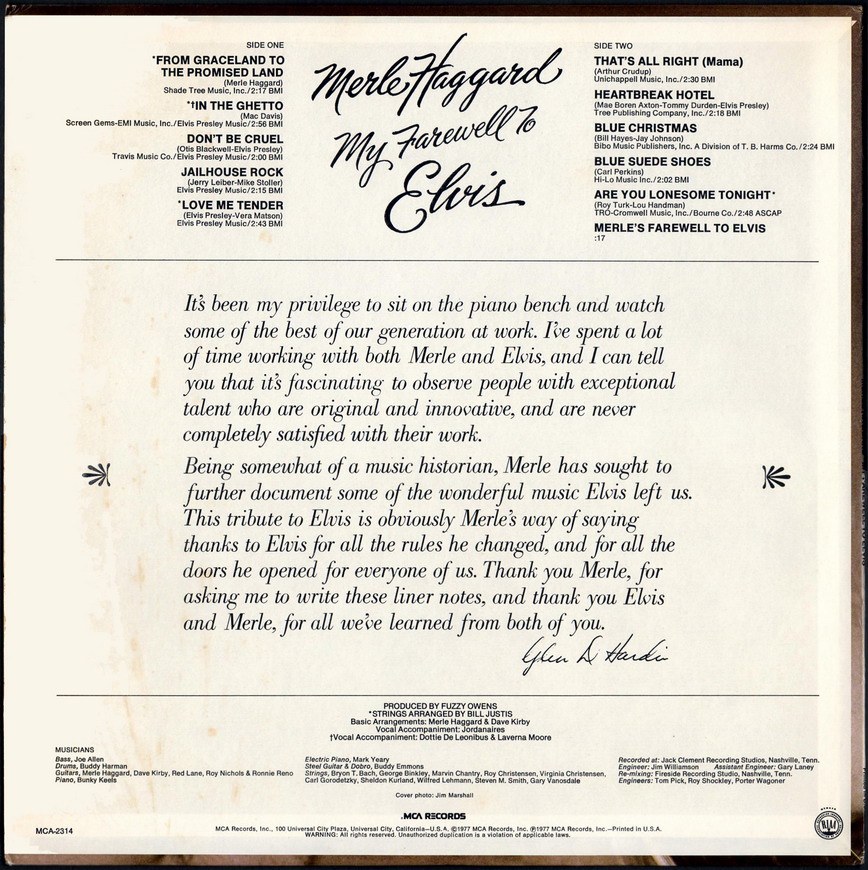 SIDE ONE
*FROM GRACELAND TO
THE PROMISED LAND
(Merle Haggard)
Shade Tree Music, Inc./2:17 BMI
*†IN THE GHETTO
(Mac Davis)
Screen Gems-EMI Music, Inc./Elvis Presley Music/2:56 BMI
DON'T BE CRUEL
(Otis Blackwell-Elvis Presley)
Travis Music Co./Elvis Presley Music/2:00 BMI
JAILHOUSE ROCK
(Jerry Leiber-Mike Stoller)
Elvis Presley Music/2:15 BMI
*LOVE ME TENDER
(Elvis Presley-Vera Matson)
Elvis Presley Music/2:43 BMI
Merle Haggard
My Farewell To
Elvis
SIDE TWO
THAT'S ALL RIGHT (Mama)
(Arthur Crudup)
Unichappell Music, Inc./2:30 BMI
HEARTBREAK HOTEL
(Mae Boren Axton-Tommy Durden-Elvis Presley)
Tree Publishing Company, Inc./2:18 BMI
BLUE CHRISTMAS
(Bill Hayes-Jay Johnson)
Bibo Music Publishers, Inc. A Division of T. B. Harms Co./2:24 BMI
BLUE SUEDE SHOES
(Carl Perkins)
Hi-Lo Music Inc./2:02 BMI
ARE YOU LONESOME TONIGHT*
(Roy Turk-Lou Handman)
TRO-Cromwell Music, Inc./Bourne Co./2:48 ASCAP
MERLE'S FAREWELL TO ELVIS
:17
It's been my privilege to sit on the piano bench and watch
some of the best of our generation at work. I've spent a lot
of time working with both Merle and Elvis, and I can tell
you that it's fascinating to observe people with exceptional
talent who are original and innovative, and are never
completely satisfied with their work.
Being somewhat of a music historian, Merle has sought to
further document some of the wonderful music Elvis left us.
This tribute to Elvis is obviously Merle's way of saying
thanks to Elvis for all the rules he changed, and for all the
doors he opened for everyone of us. Thank you Merle, for
asking me to write these liner notes, and thank you Elvis
and Merle, for all we've learned from both of you.
Glen D Hardin
PRODUCED BY FUZZY OWENS
*STRINGS ARRANGED BY BILL JUSTIS
Basic Arrangements: Merle Haggard & Dave Kirby
Vocal Accompaniment: Jordanaires
†Vocal Accompaniment: Dottie De Leonibus & Laverna Moore
MUSICIANS
Bass, Joe Allen
Drums, Buddy Harman
Guitars, Merle Haggard, Dave Kirby, Red Lane, Roy Nichols & Ronnie Reno
Piano, Bunky Keels
Electric Piano, Mark Yeary
Steel Guitar & Dobro, Buddy Emmons
Strings, Bryon T. Bach, George Binkley, Marvin Chantry, Roy Christensen, Virginia Christensen,
Carl Gorodetzky, Sheldon Kurland, Wilfred Lehmann, Steven M. Smith, Gary Vanosdale
Recorded at: Jack Clement Recording Studios, Nashville, Tenn.
Engineer: Jim Williamson Assistant Engineer: Gary Laney
Re-mixing: Fireside Recording Studio, Nashville, Tenn.
Engineers: Tom Pick, Roy Shockley, Porter Wagoner
Cover photo: Jim Marshall
MCA RECORDS
MCA-2314
MCA Records, Inc., 100 Universal City Plaza, Universal City, California—U.S.A. ©1977 MCA Records, Inc. ℗1977 MCA Records, Inc.—Printed in U.S.A.
WARNING: All rights reserved. Unauthorized duplication is a violation of applicable laws.